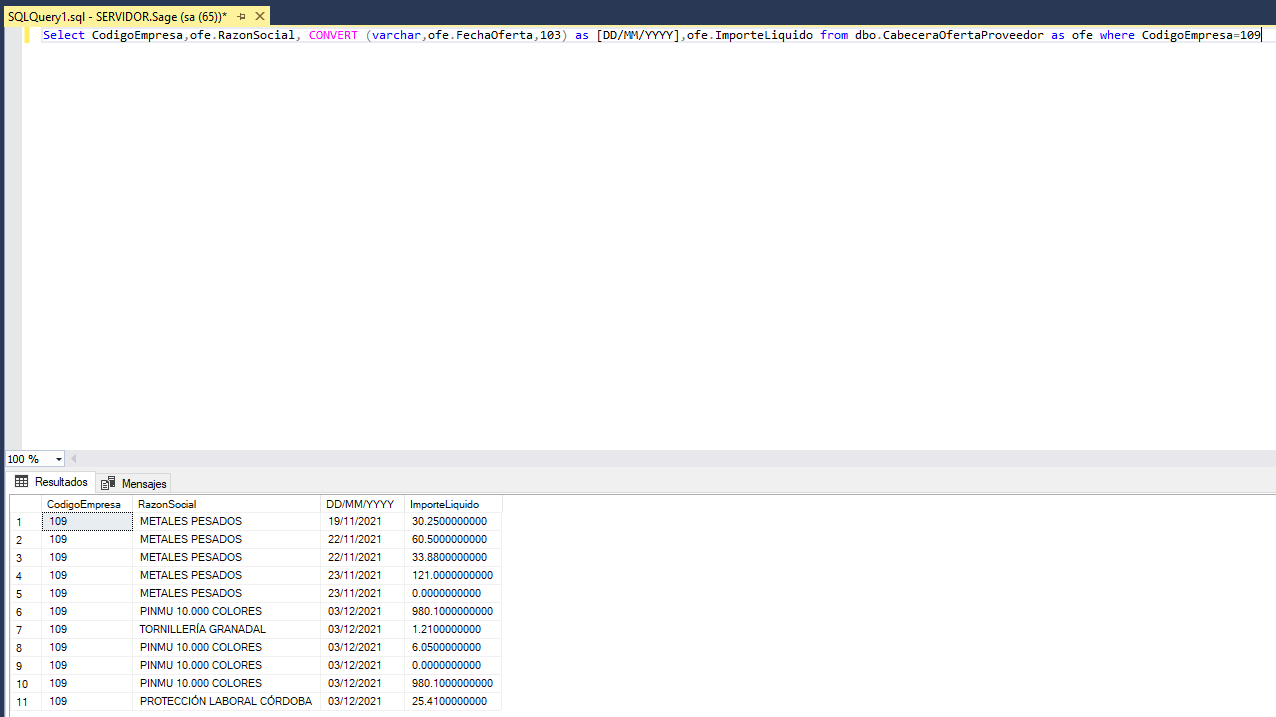 SQLQuery1.sql - SERVIDOR.Sage (sa (65))*
Select CodigoEmpresa,ofe.RazonSocial, CONVERT (varchar,ofe.FechaOferta,103) as [DD/MM/YYYY],ofe.ImporteLiquido from dbo.CabeceraOfertaProveedor as ofe where CodigoEmpresa=109
100 %
Resultados Mensajes
CodigoEmpresa RazonSocial DD/MM/YYYY ImporteLiquido
1 109 METALES PESADOS 19/11/2021 30.2500000000
2 109 METALES PESADOS 22/11/2021 60.5000000000
3 109 METALES PESADOS 22/11/2021 33.8800000000
4 109 METALES PESADOS 23/11/2021 121.0000000000
5 109 METALES PESADOS 23/11/2021 0.0000000000
6 109 PINMU 10.000 COLORES 03/12/2021 980.1000000000
7 109 TORNILLERÍA GRANADAL 03/12/2021 1.2100000000
8 109 PINMU 10.000 COLORES 03/12/2021 6.0500000000
9 109 PINMU 10.000 COLORES 03/12/2021 0.0000000000
10 109 PINMU 10.000 COLORES 03/12/2021 980.1000000000
11 109 PROTECCIÓN LABORAL CÓRDOBA 03/12/2021 25.4100000000